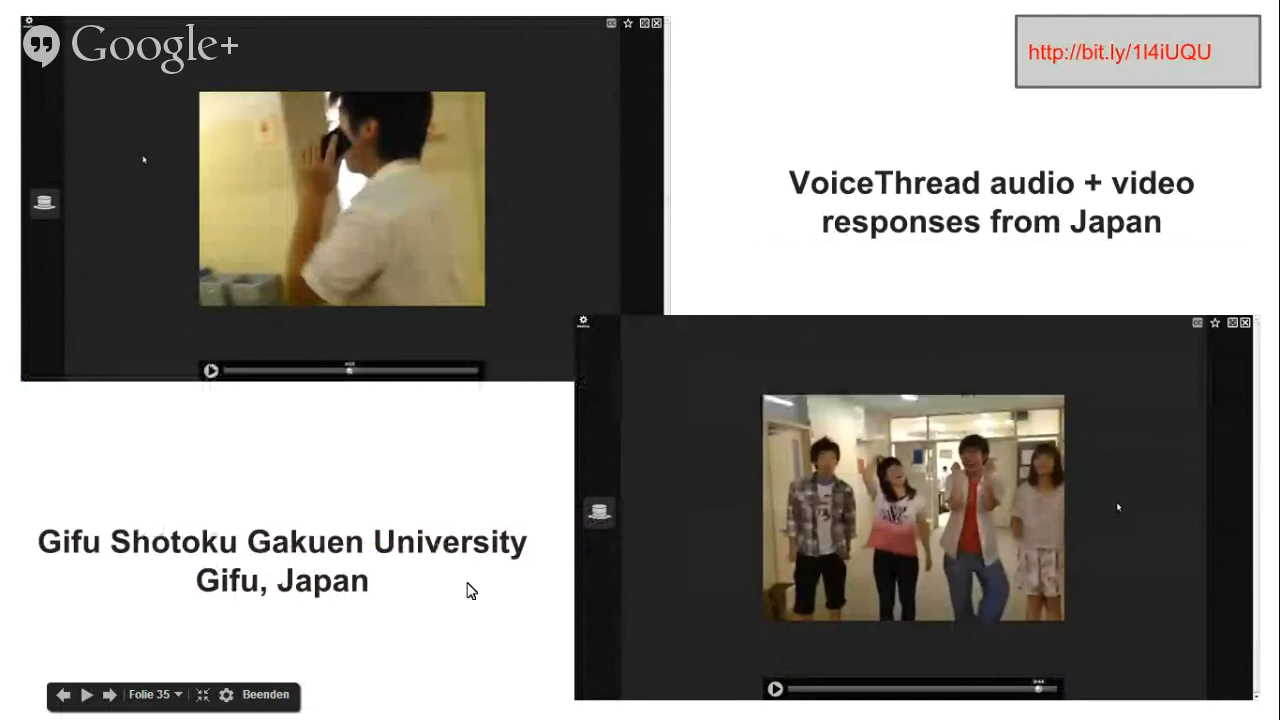 Google+
http://bit.ly/1l4iUQU
VoiceThread audio + video
responses from Japan
Gifu Shotoku Gakuen University
Gifu, Japan
Folie 35
Beenden